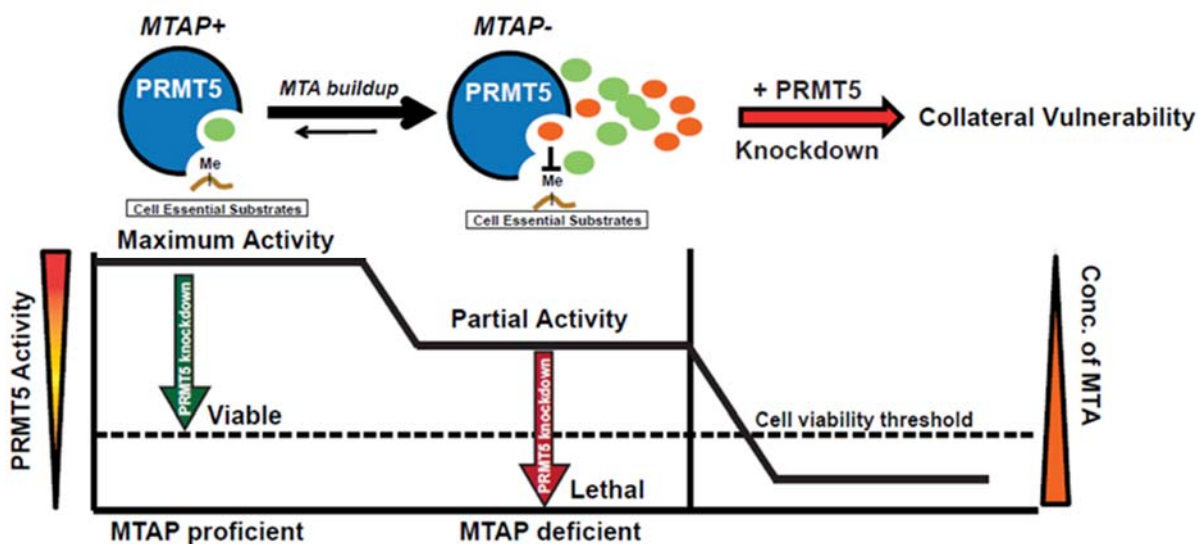 MTAP+
MTAP-
PRMT5
MTA buildup
PRMT5
+ PRMT5
Knockdown
Collateral Vulnerability
Me
Me
Cell Essential Substrates
Cell Essential Substrates
Maximum Activity
PRMT5 Activity
PRMT5 knockdown
Viable
Partial Activity
PRMT5 knockdown
Lethal
Cell viability threshold
Conc. of MTA
MTAP proficient
MTAP deficient